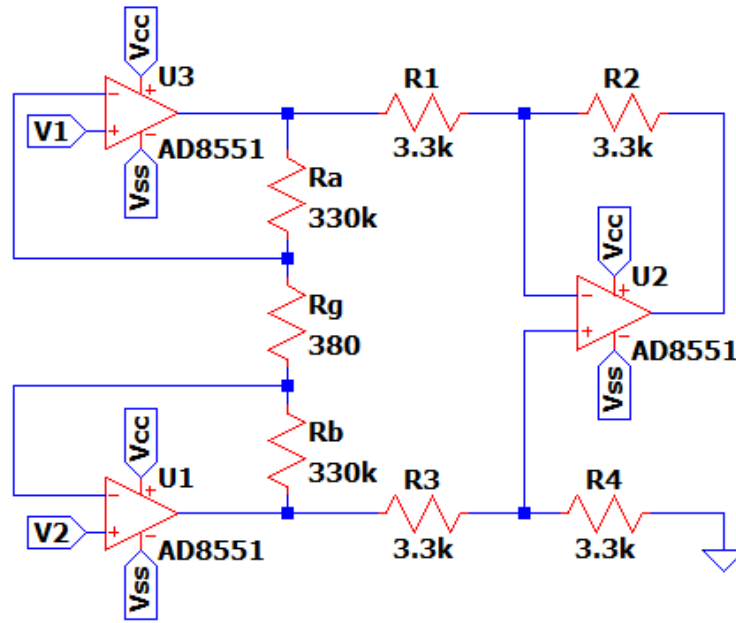 Vcc
U3
V1
Vss
AD8551
R1
3.3k
R2
3.3k
Ra
330k
Vcc
U2
Rg
380
AD8551
Vss
Vcc
U1
V2
Vss
AD8551
Rb
330k
R3
3.3k
R4
3.3k